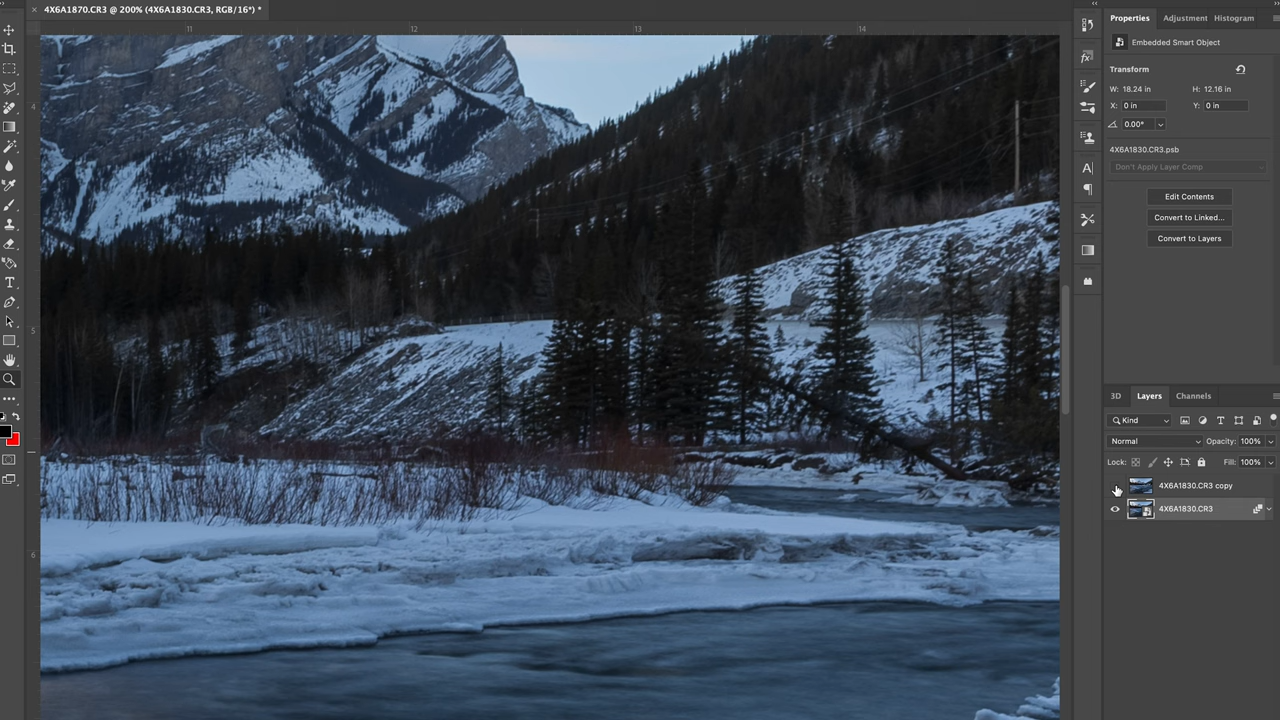 4X6A1870.CR3 @ 200% (4X6A1830.CR3, RGB/16*) *
11 12 13 14
4
5
6
Properties Adjustment Histogram
Embedded Smart Object
Transform
W: 18.24 in H: 12.16 in
X: 0 in Y: 0 in
0.00°
4X6A1830.CR3.psb
Don't Apply Layer Comp
Edit Contents
Convert to Linked...
Convert to Layers
3D Layers Channels
Kind
Normal Opacity: 100%
Lock: Fill: 100%
4X6A1830.CR3 copy
4X6A1830.CR3